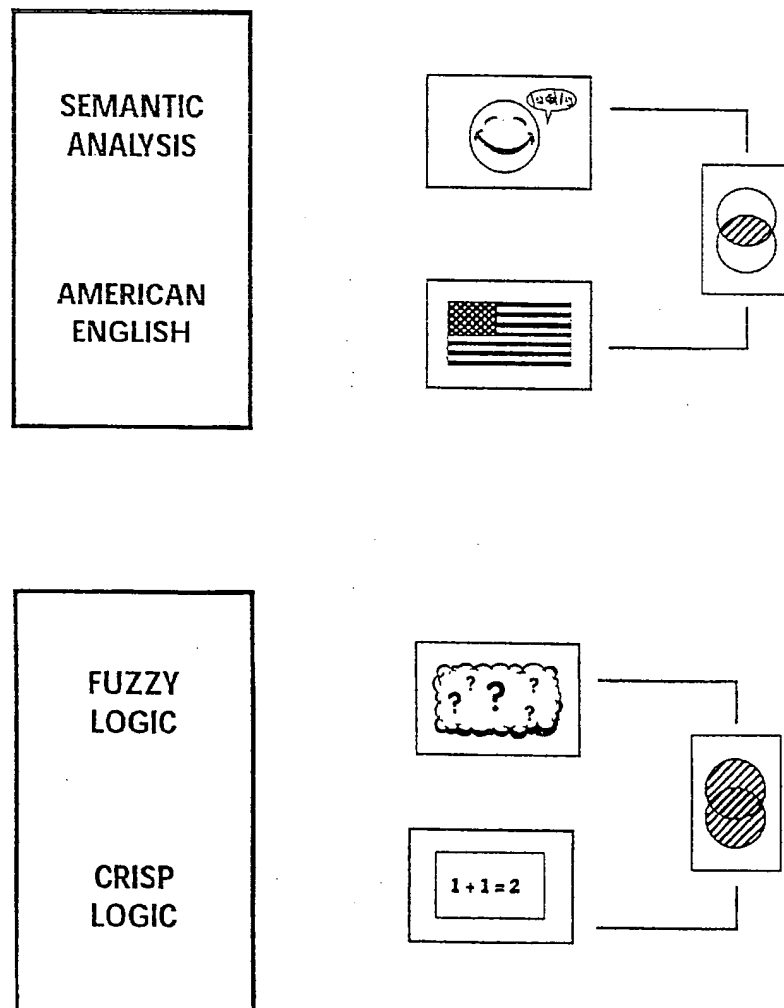 SEMANTIC
ANALYSIS
AMERICAN
ENGLISH
FUZZY
LOGIC
? ? ? ? ?
CRISP
LOGIC
1 + 1 = 2